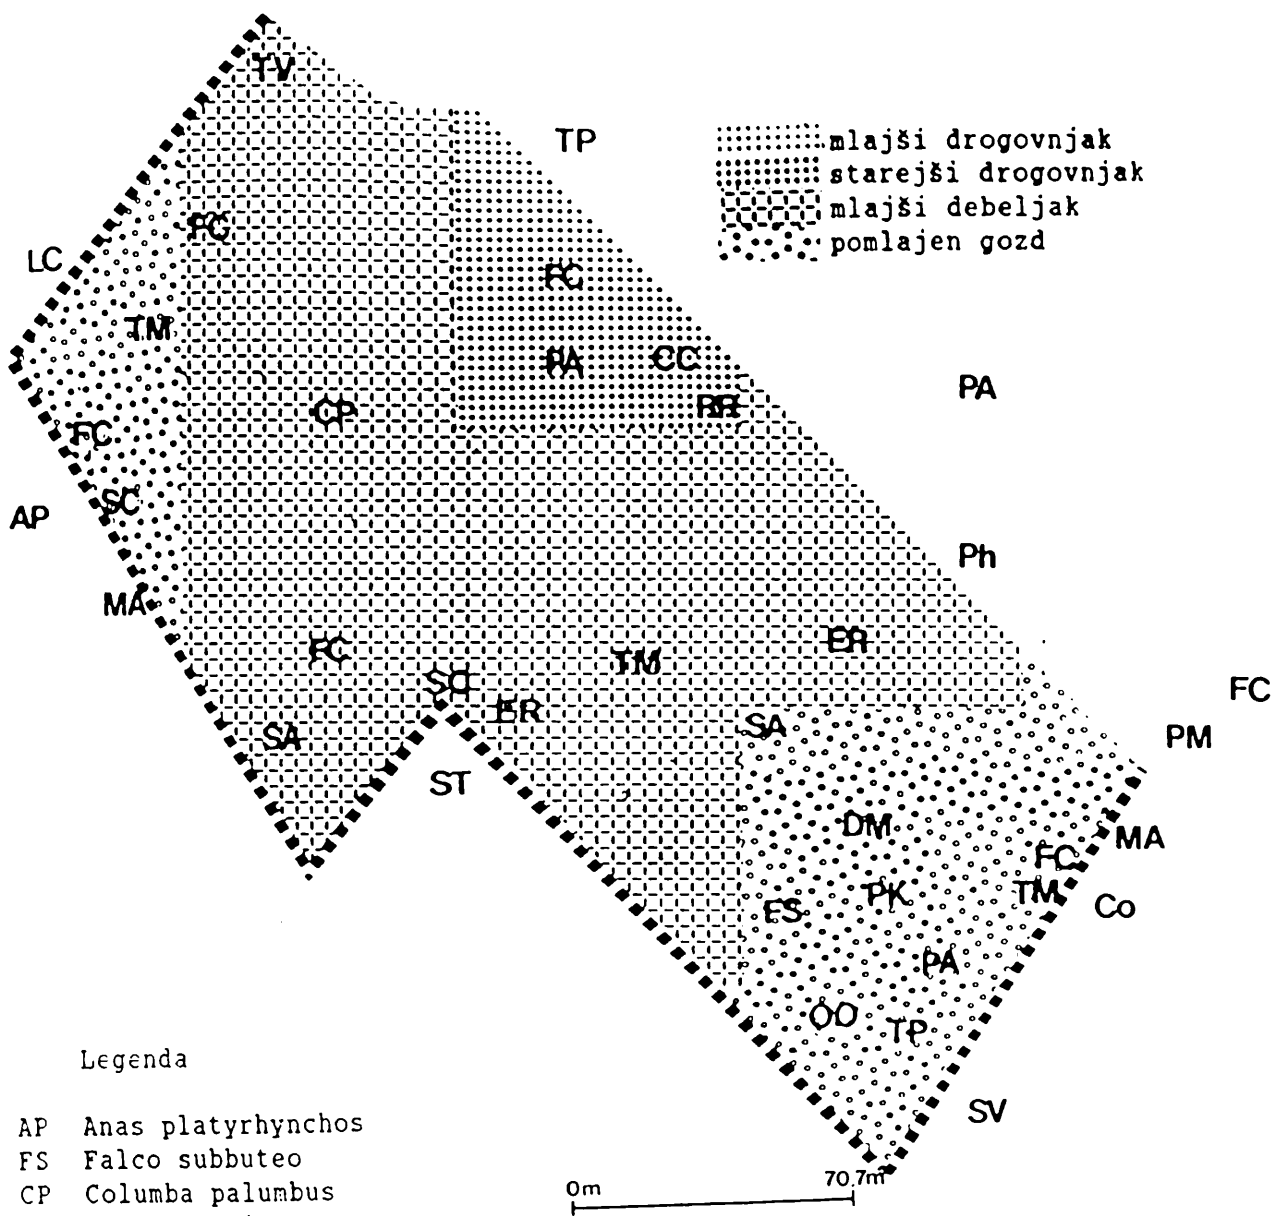 TV
TP
mlajši drogovnjak
starejši drogovnjak
mlajši debeljak
pomlajen gozd
FC
LC
FC
TM
PA
CC
PA
CP
FC
SC
AP
Ph
MA
FC
TM
ER
SC
FC
ER
SA
SA
PM
ST
DM
MA
FC
TM
PK
Co
FS
PA
OO
TP
SV
Legenda
AP Anas platyrhynchos
FS Falco subbuteo
CP Columba palumbus
0m 70.7m